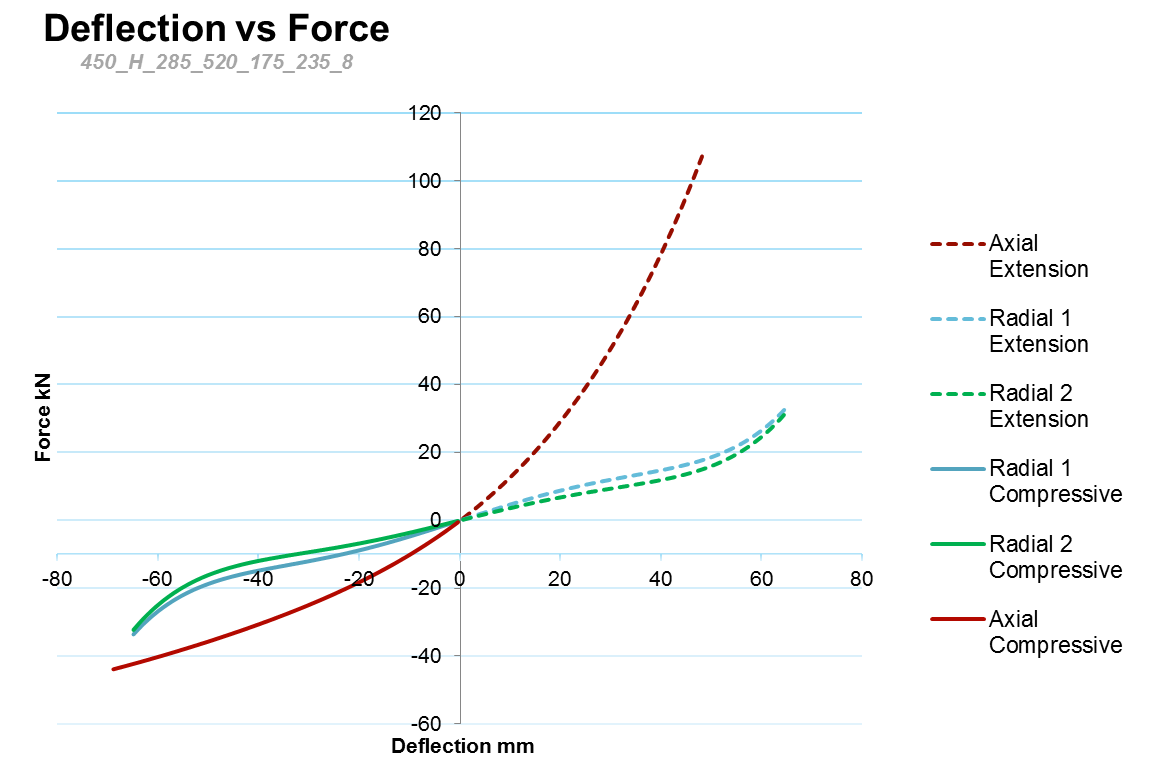 Deflection vs Force
450_H_285_520_175_235_8
120
100
80
60
40
20
0
-20
-40
-60
-80
-60
-40
-20
0
20
40
60
80
Force kN
Deflection mm
Axial
Extension
Radial 1
Extension
Radial 2
Extension
Radial 1
Compressive
Radial 2
Compressive
Axial
Compressive